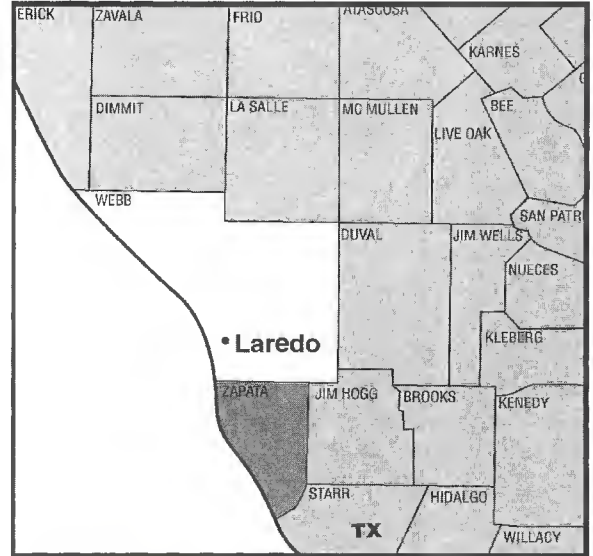 ERICK
ZAVALA
FRIO
ATASCOSA
KARNES
DIMMIT
LA SALLE
MC MULLEN
BEE
LIVE OAK
WEBB
SAN PATRI
DUVAL
JIM WELLS
NUECES
• Laredo
KLEBERG
ZAPATA
JIM HOGG
BROOKS
KENEDY
STARR
HIDALGO
TX
WILLACY